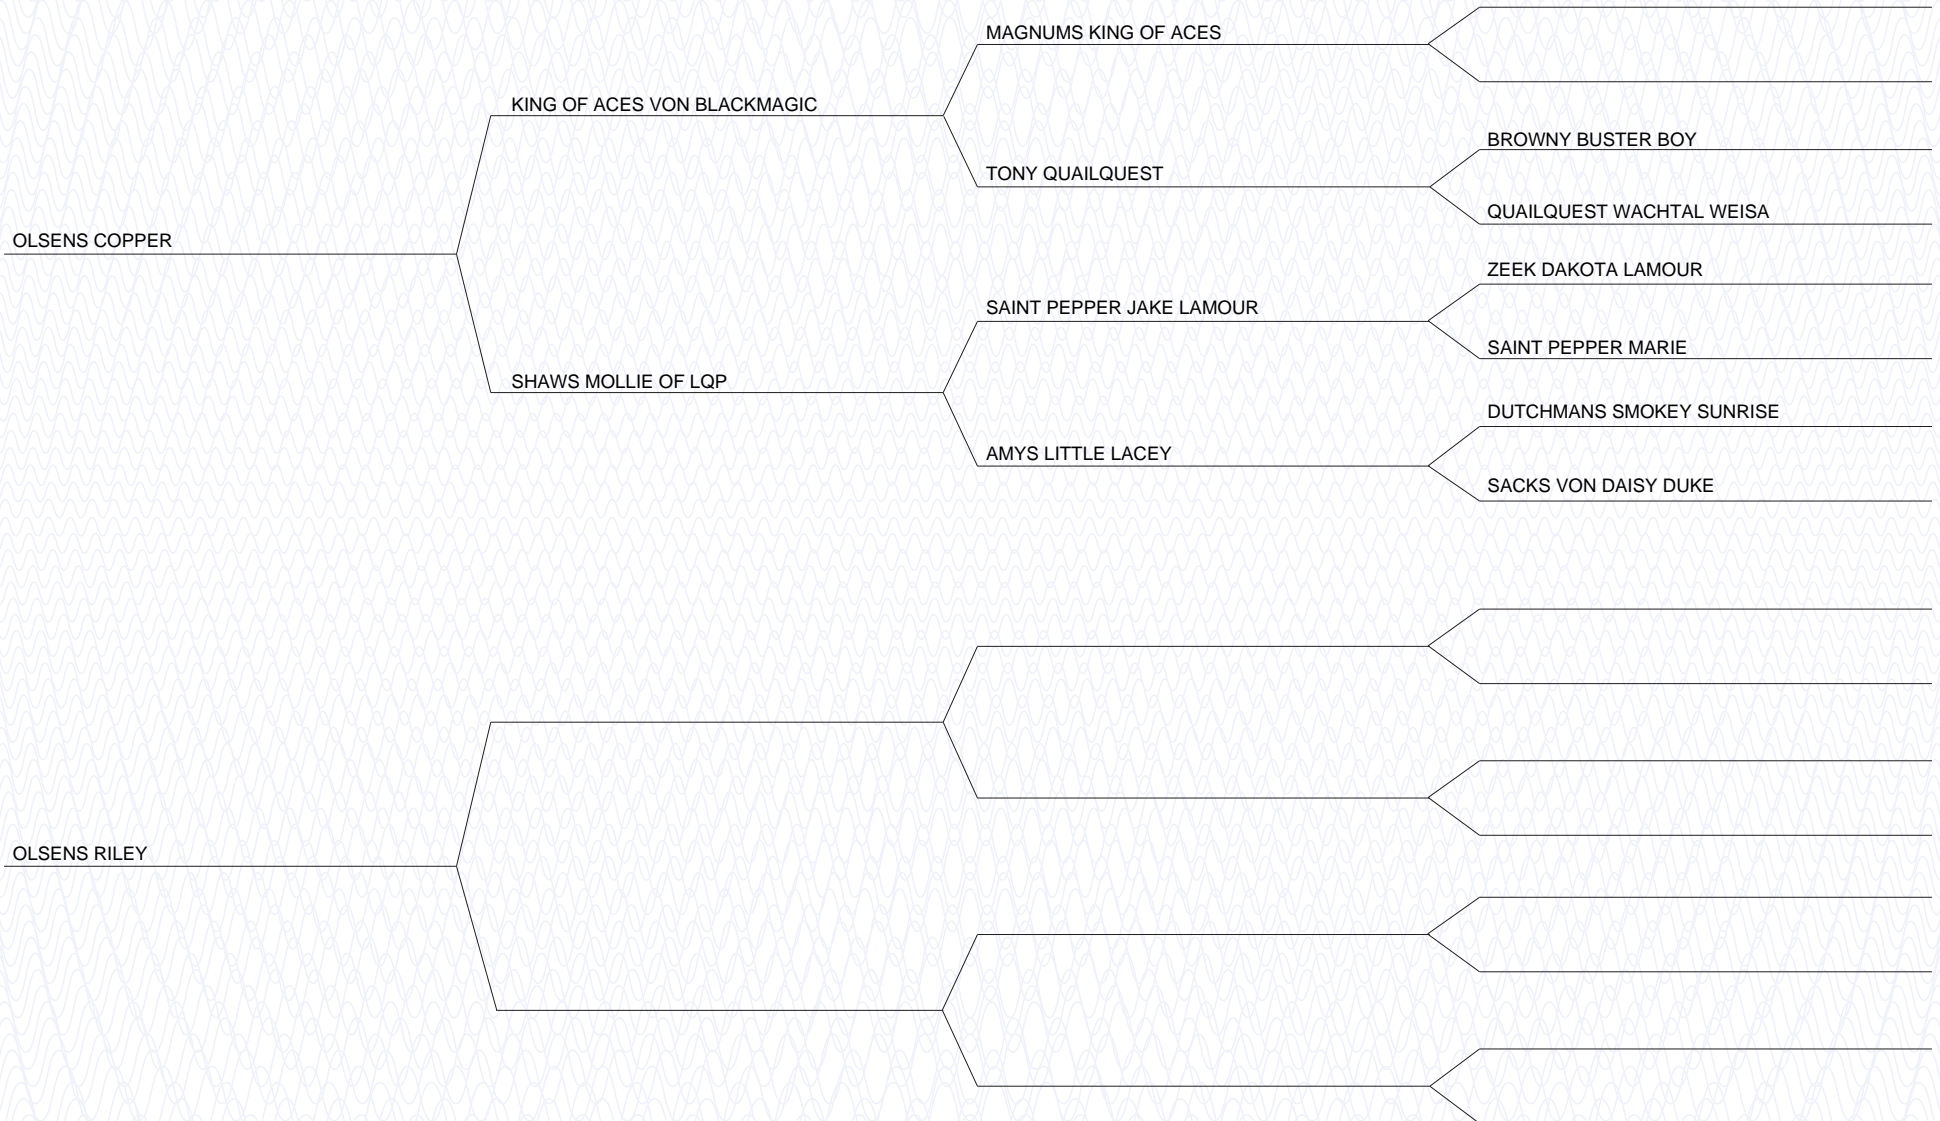 MAGNUMS KING OF ACES
KING OF ACES VON BLACKMAGIC
BROWNY BUSTER BOY
TONY QUAILQUEST
QUAILQUEST WACHTAL WEISA
OLSENS COPPER
ZEEK DAKOTA LAMOUR
SAINT PEPPER JAKE LAMOUR
SAINT PEPPER MARIE
SHAWS MOLLIE OF LQP
DUTCHMANS SMOKEY SUNRISE
AMYS LITTLE LACEY
SACKS VON DAISY DUKE
OLSENS RILEY